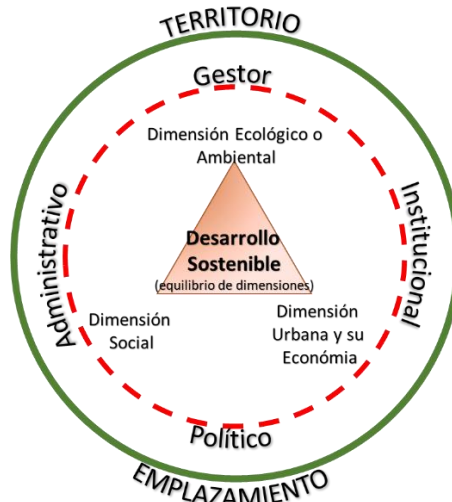 TERRITORIO
Gestor
Dimensión Ecológico o
Ambiental
Administrativo
Institucional
Desarrollo
Sostenible
(equilibrio de dimensiones)
Dimensión
Social
Dimensión
Urbana y su
Económia
Político
EMPLAZAMIENTO